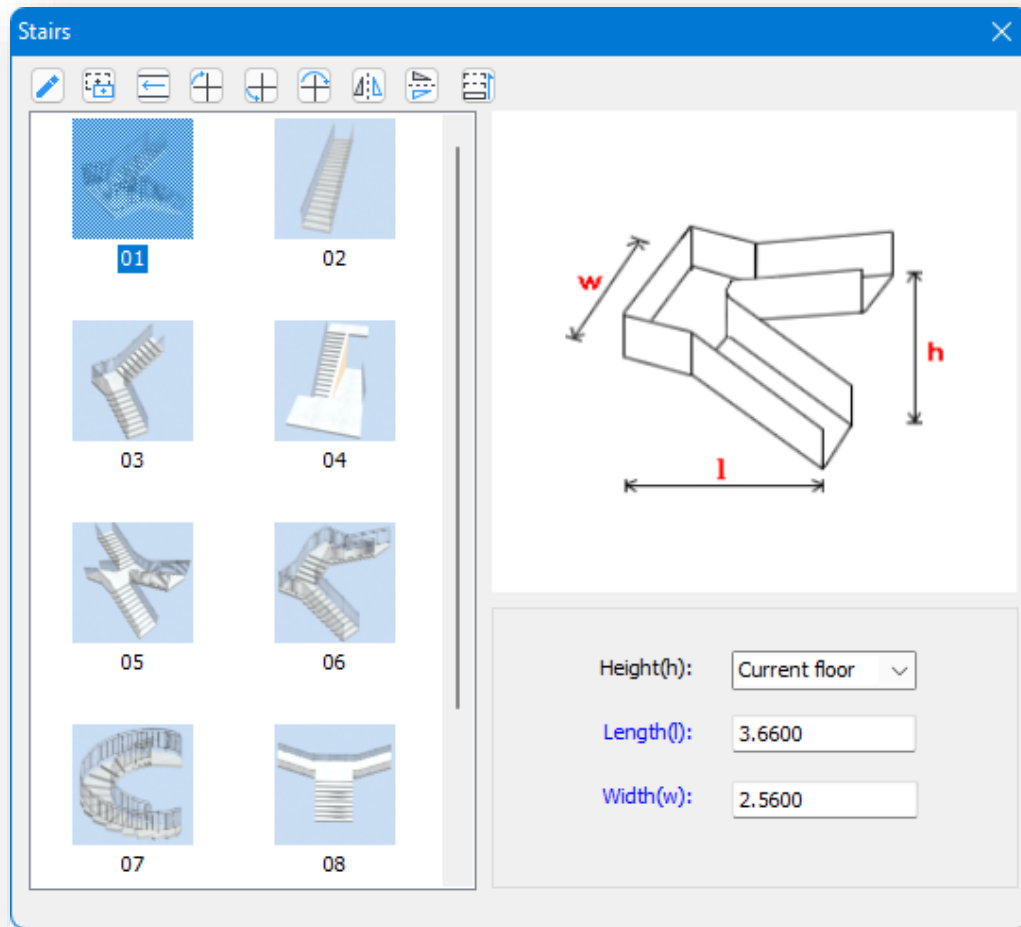 Stairs
01
02
03
04
05
06
07
08
w
h
l
Height(h):
Current floor
Length(l):
3.6600
Width(w):
2.5600